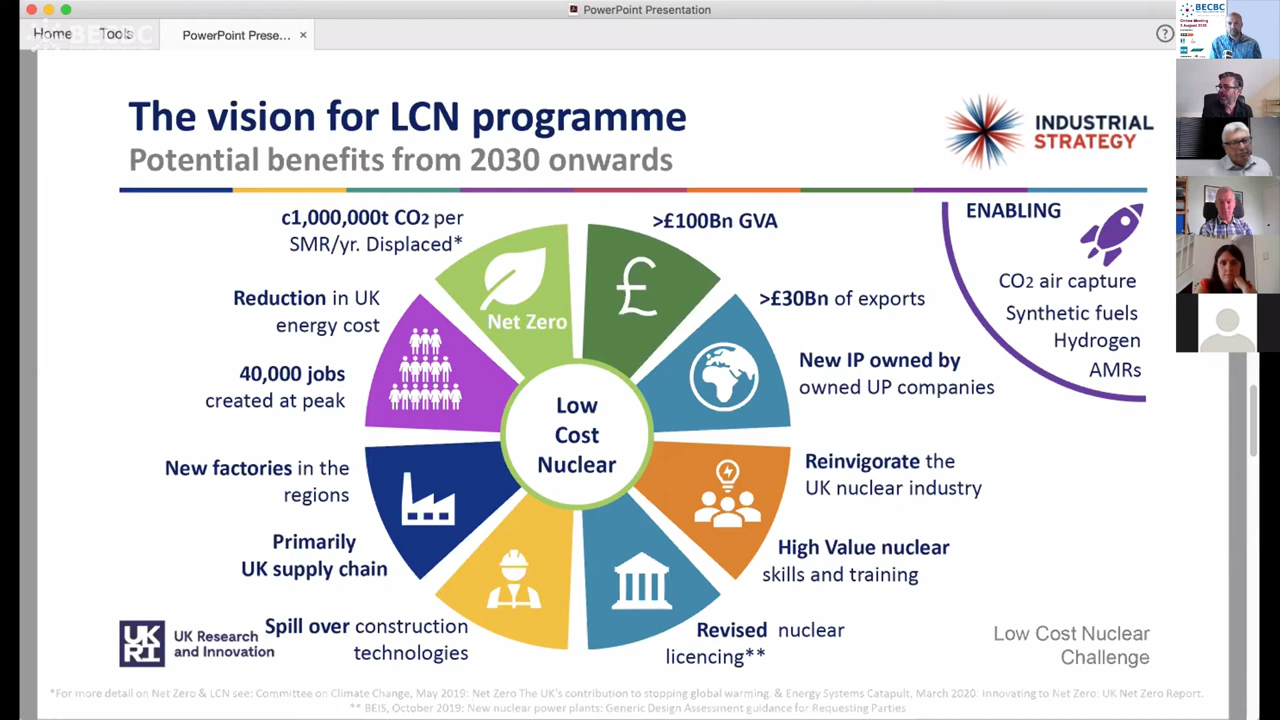 PowerPoint Presentation
BECBC
Home
Tools
PowerPoint Prese...
×
?
BECBC
Online Meeting
The vision for LCN programme
Potential benefits from 2030 onwards
INDUSTRIAL
STRATEGY
c1,000,000t CO2 per
SMR/yr. Displaced*
>£100Bn GVA
ENABLING
CO2 air capture
Synthetic fuels
Hydrogen
AMRs
Reduction in UK
energy cost
£
Net Zero
>£30Bn of exports
40,000 jobs
created at peak
New IP owned by
owned UP companies
Low
Cost
Nuclear
New factories in the
regions
Reinvigorate the
UK nuclear industry
Primarily
UK supply chain
High Value nuclear
skills and training
UK
RI
UK Research
and Innovation
Spill over construction
technologies
Revised nuclear
licencing**
Low Cost Nuclear
Challenge
*For more detail on Net Zero & LCN see: Committee on Climate Change, May 2019: Net Zero The UK's contribution to stopping global warming. & Energy Systems Catapult, March 2020: Innovating to Net Zero: UK Net Zero Report.
** BEIS, October 2019: New nuclear power plants: Generic Design Assessment guidance for Requesting Parties